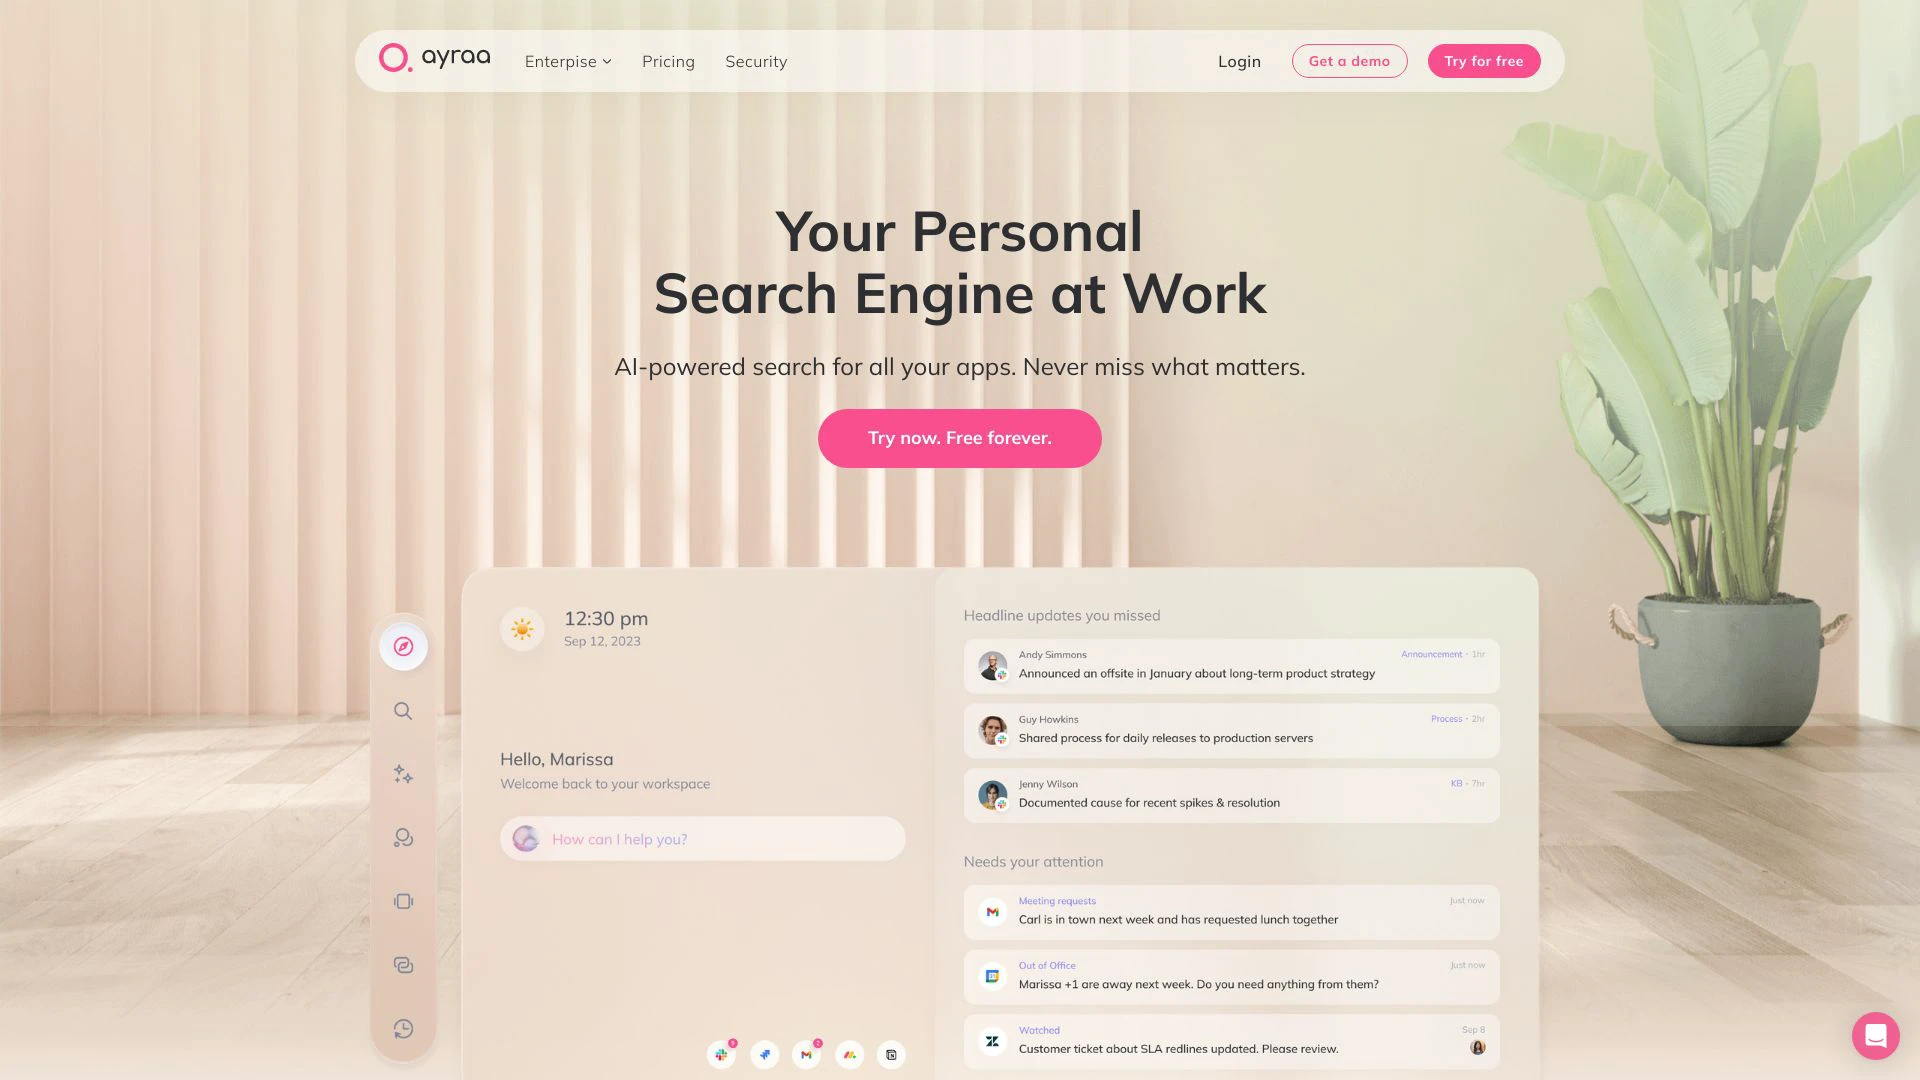 ayraa
Enterpise
Pricing
Security
Login
Get a demo
Try for free
Your Personal
Search Engine at Work
AI-powered search for all your apps. Never miss what matters.
Try now. Free forever.
12:30 pm
Sep 12, 2023
Hello, Marissa
Welcome back to your workspace
How can I help you?
9
2
Headline updates you missed
Andy Simmons
Announcement • 1hr
Announced an offsite in January about long-term product strategy
Guy Howkins
Process • 2hr
Shared process for daily releases to production servers
Jenny Wilson
KB • 7hr
Documented cause for recent spikes & resolution
Needs your attention
Meeting requests
Just now
Carl is in town next week and has requested lunch together
Out of Office
Just now
Marissa +1 are away next week. Do you need anything from them?
Watched
Sep 8
Customer ticket about SLA redlines updated. Please review.